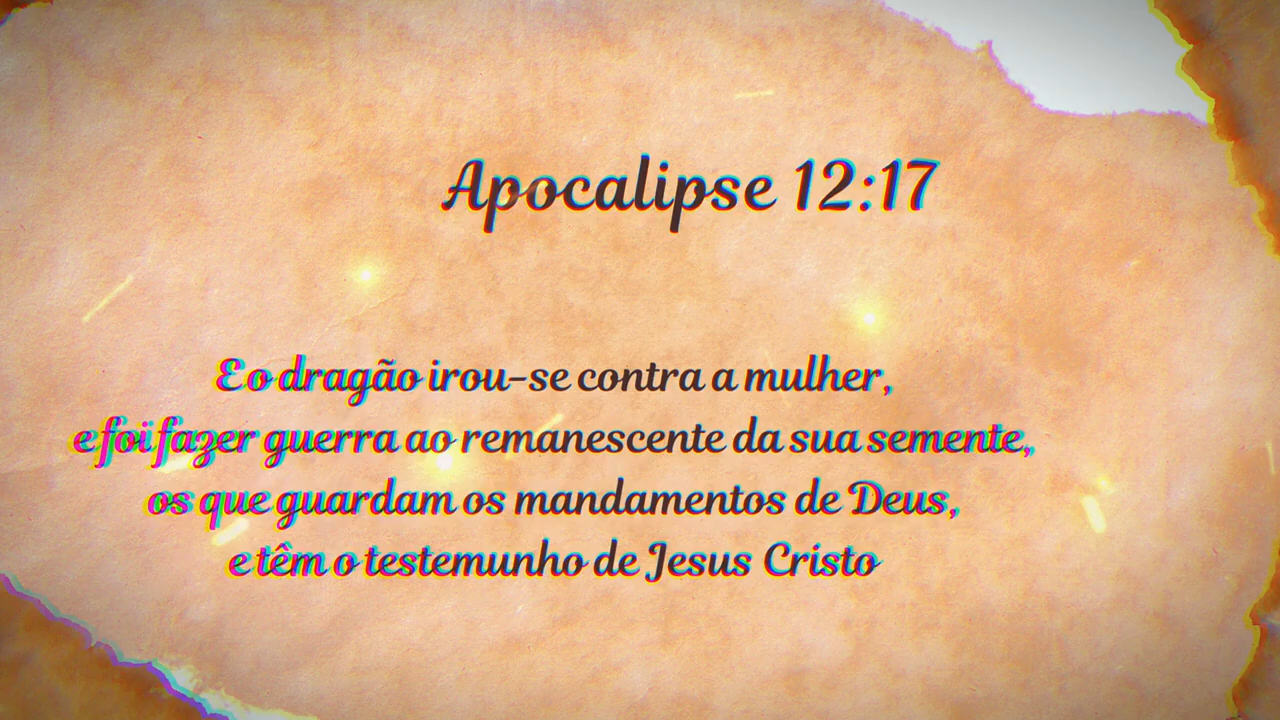 Apocalipse 12:17
E o dragão irou-se contra a mulher,
e foi fazer guerra ao remanescente da sua semente,
os que guardam os mandamentos de Deus,
e têm o testemunho de Jesus Cristo